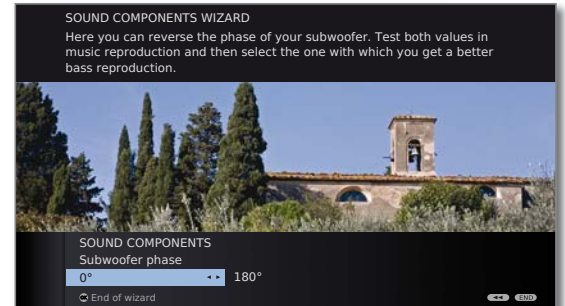 SOUND COMPONENTS WIZARD
Here you can reverse the phase of your subwoofer. Test both values in
music reproduction and then select the one with which you get a better
bass reproduction.
SOUND COMPONENTS
Subwoofer phase
0° 180°
OK End of wizard
END